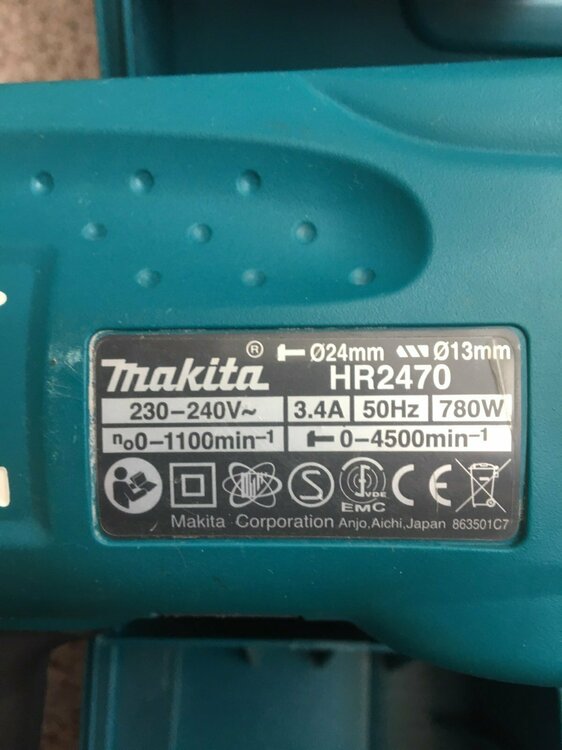 makita ® Ø24mm Ø13mm
HR2470
230–240V~ 3.4A 50Hz 780W
no0–1100min-1 0–4500min-1
S VDE EMC CE
Makita Corporation Anjo,Aichi,Japan 863501C7